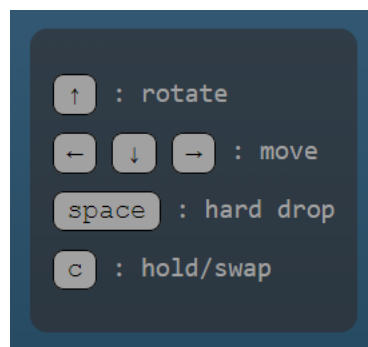 ↑ : rotate
← ↓ → : move
space : hard drop
c : hold/swap